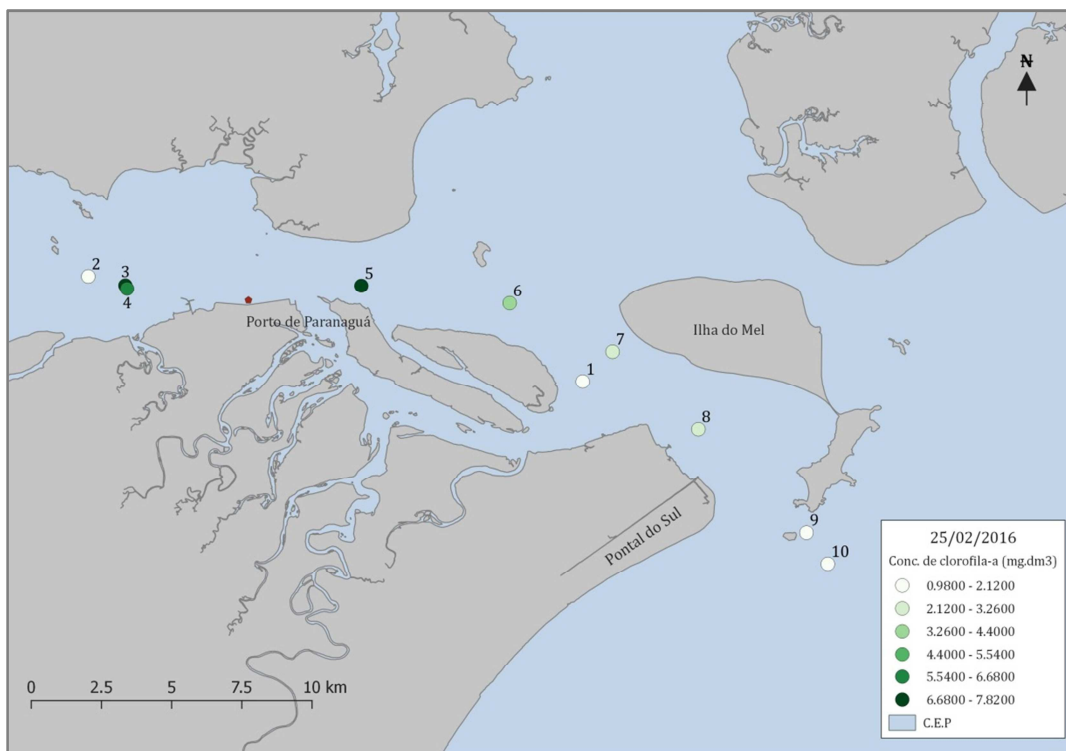 N
2
3
4
5
6
7
1
8
9
10
Porto de Paranaguá
Ilha do Mel
Pontal do Sul
0 2.5 5 7.5 10 km
25/02/2016
Conc. de clorofila-a (mg.dm3)
0.9800 - 2.1200
2.1200 - 3.2600
3.2600 - 4.4000
4.4000 - 5.5400
5.5400 - 6.6800
6.6800 - 7.8200
C.E.P